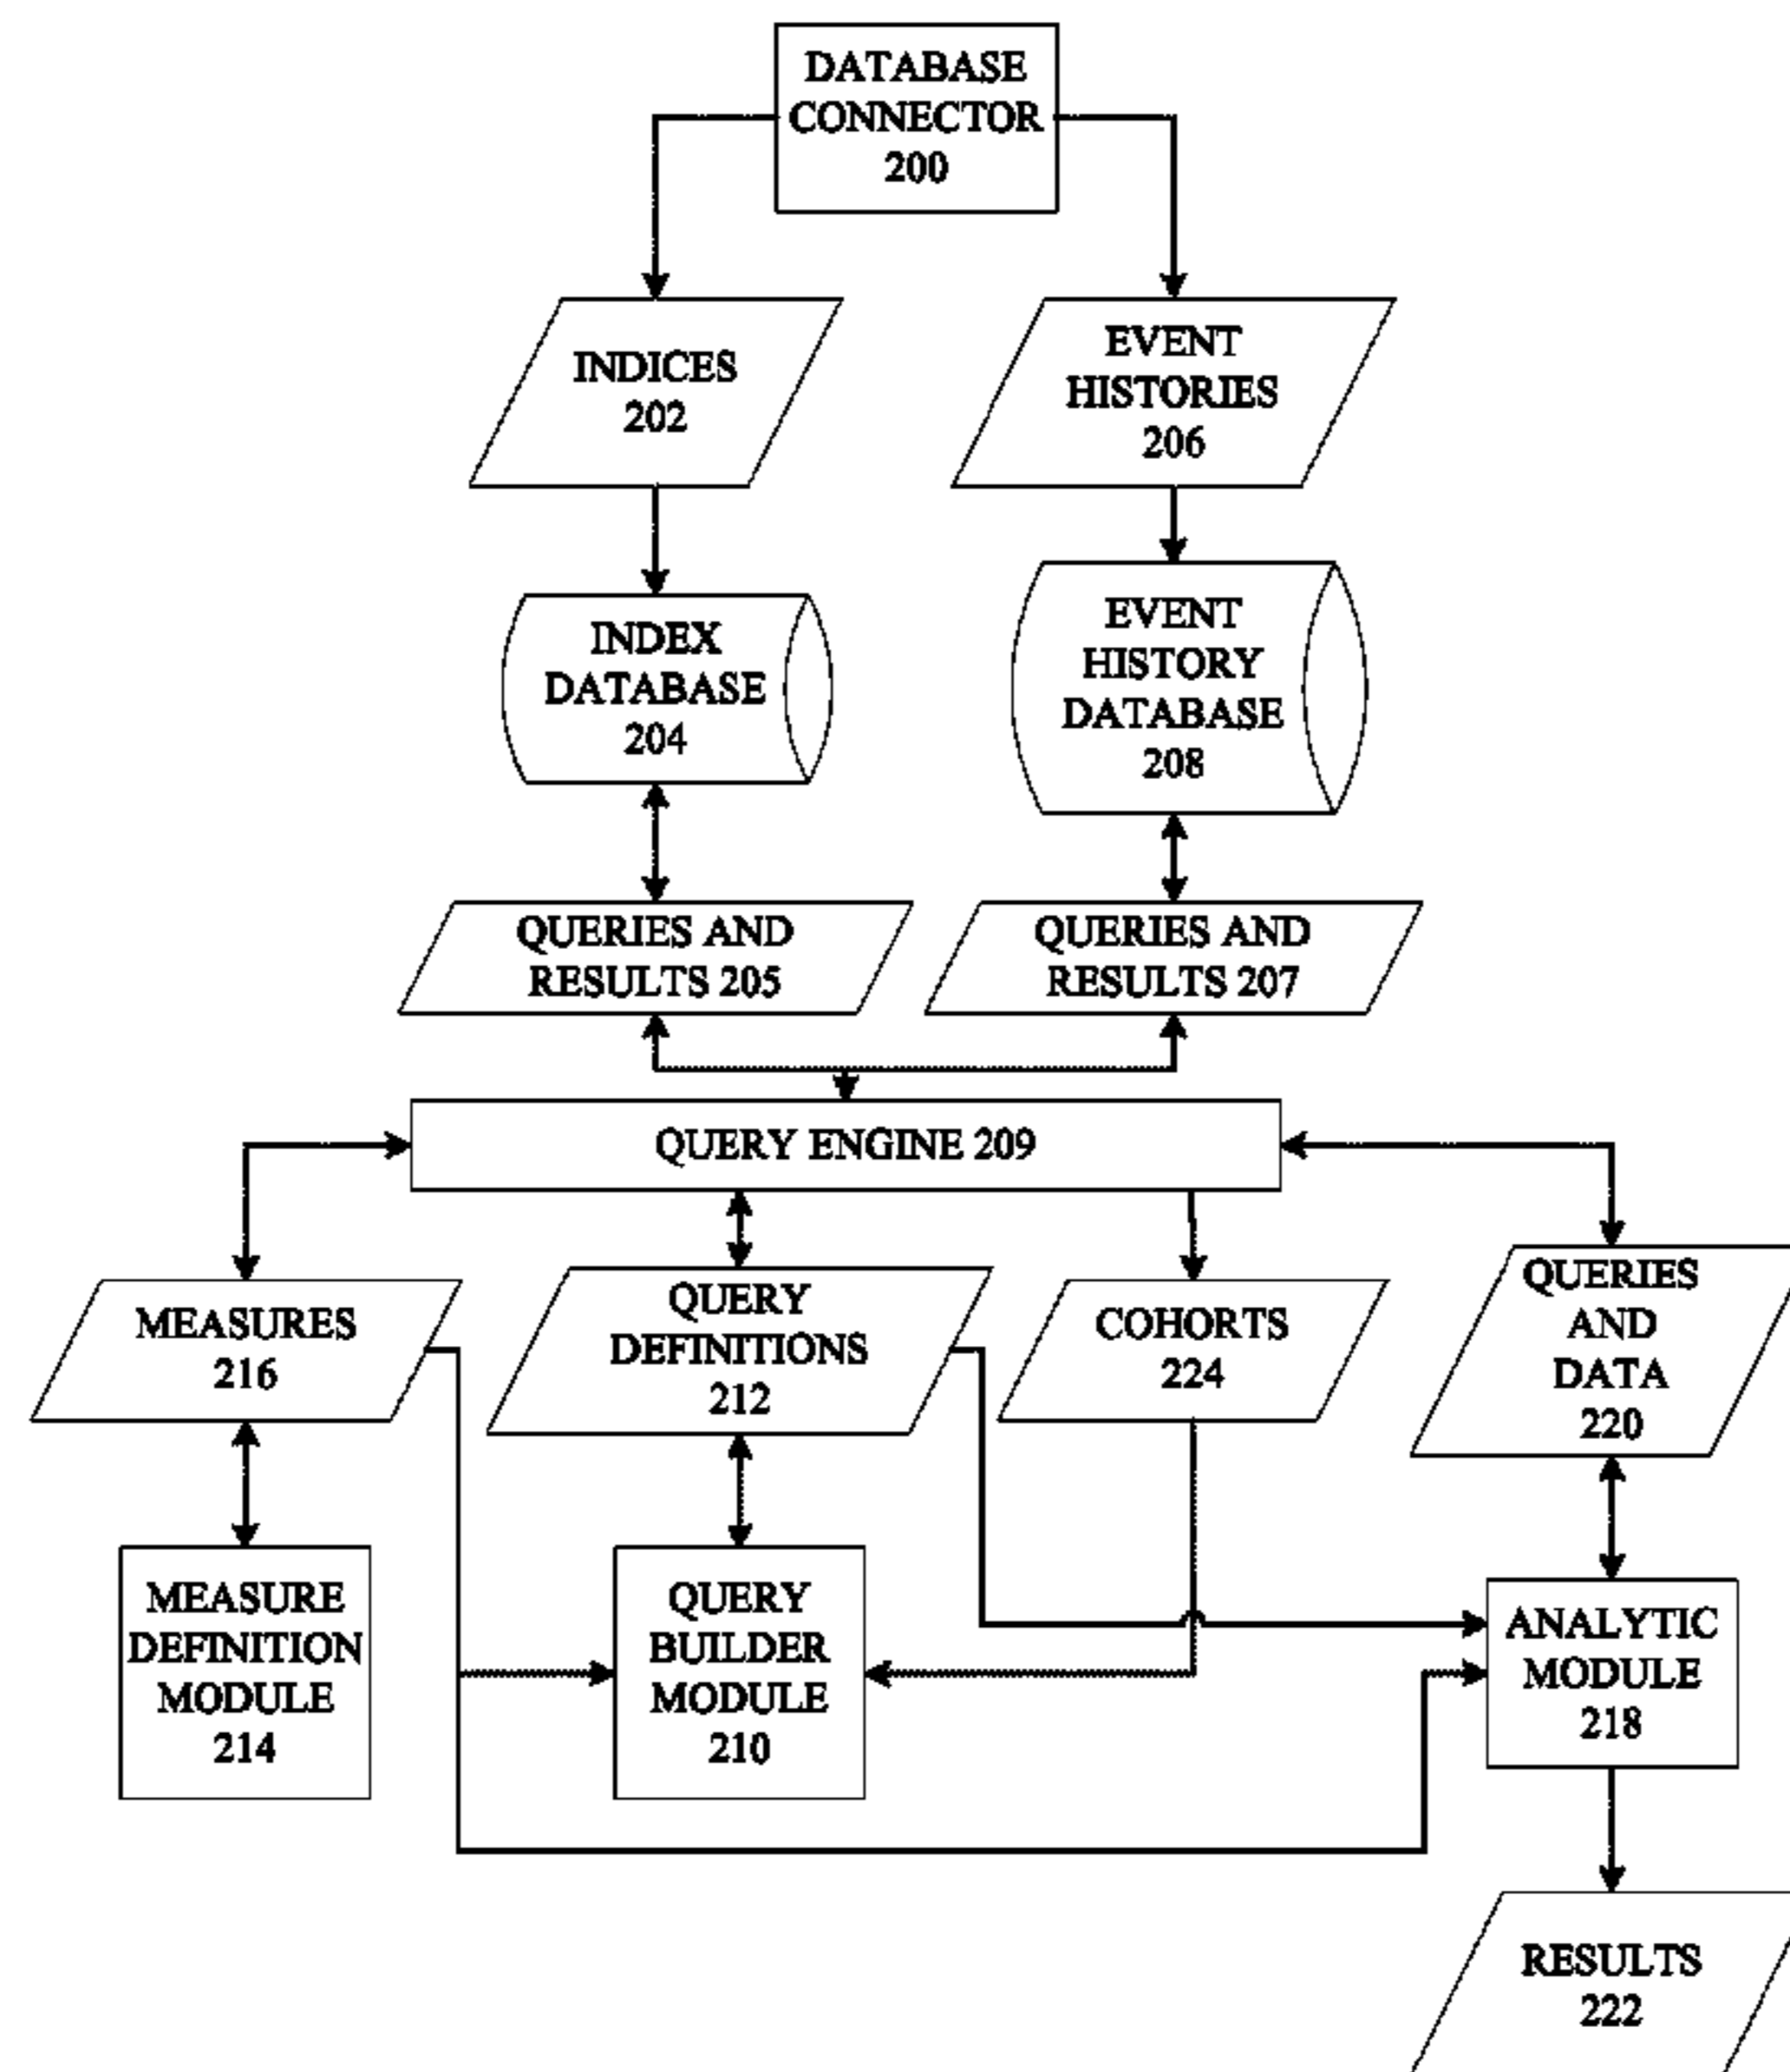 DATABASE
CONNECTOR
200
INDICES
202
EVENT
HISTORIES
206
INDEX
DATABASE
204
EVENT
HISTORY
DATABASE
208
QUERIES AND
RESULTS 205
QUERIES AND
RESULTS 207
QUERY ENGINE 209
MEASURES
216
QUERY
DEFINITIONS
212
COHORTS
224
QUERIES
AND
DATA
220
MEASURE
DEFINITION
MODULE
214
QUERY
BUILDER
MODULE
210
ANALYTIC
MODULE
218
RESULTS
222